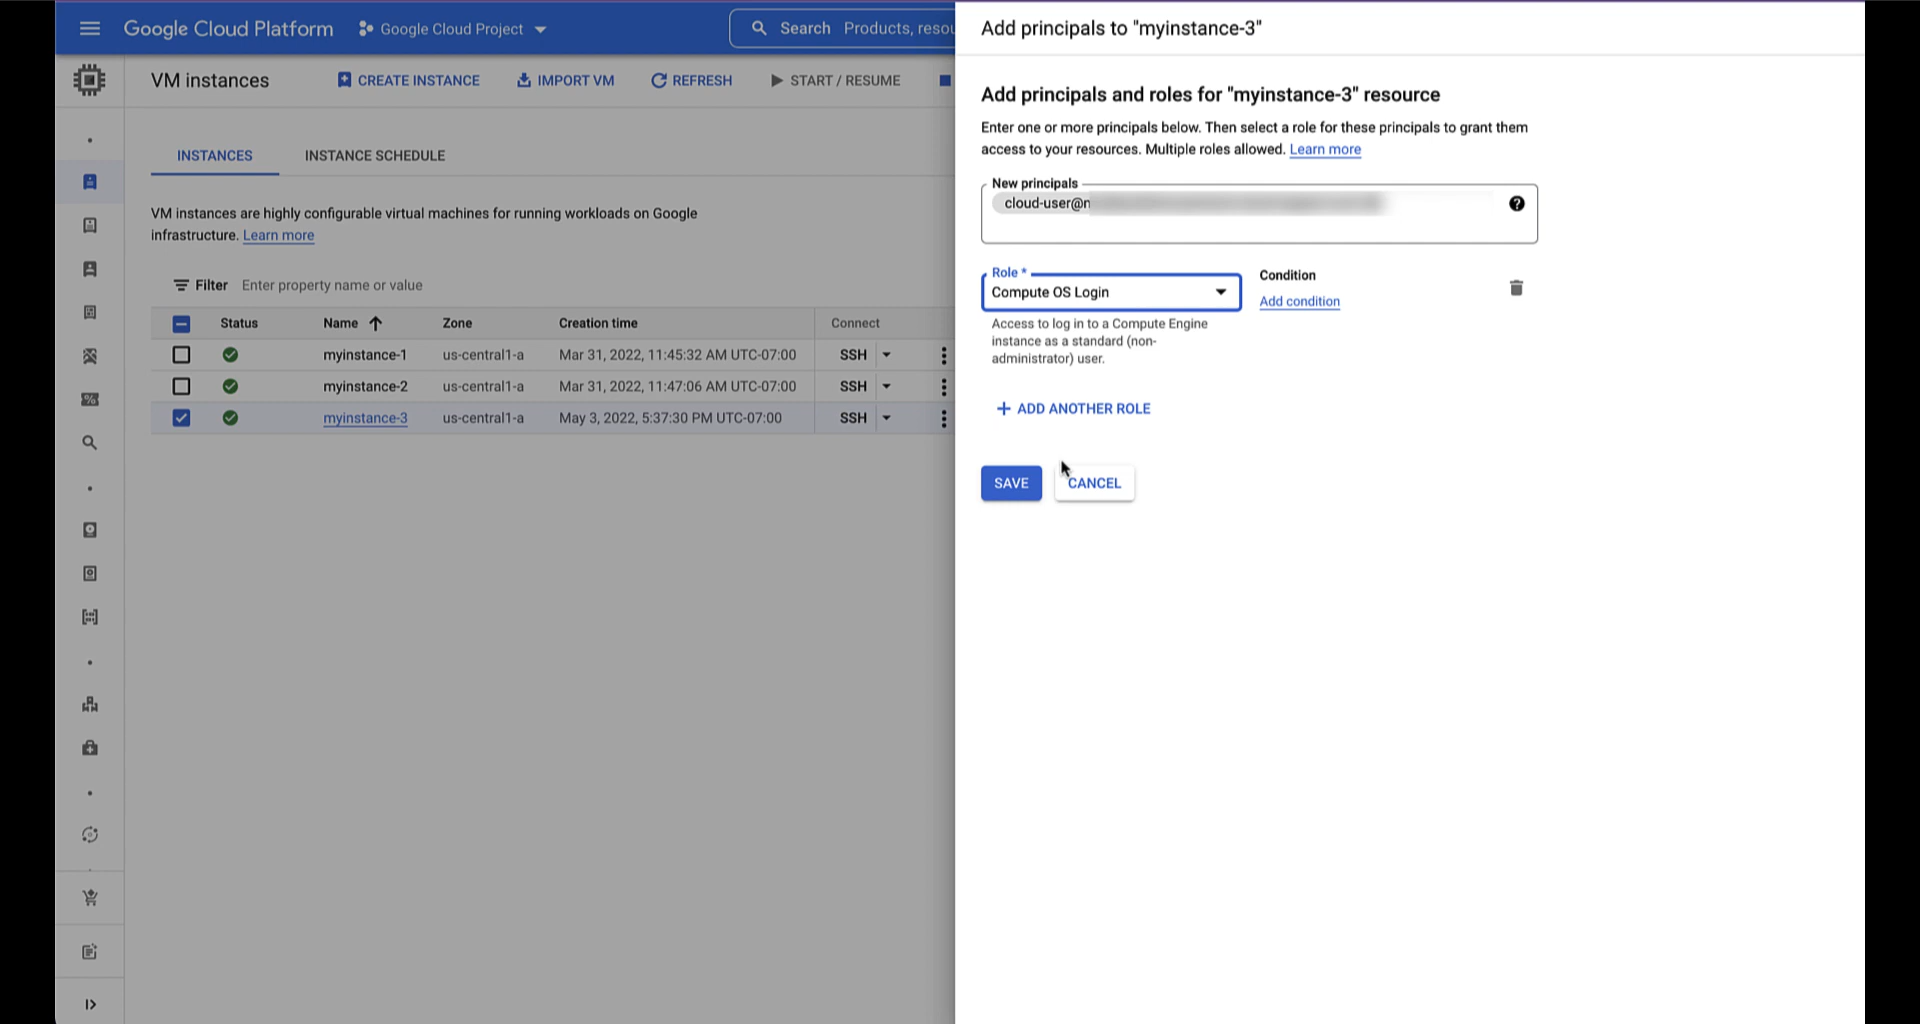 Google Cloud Platform
Google Cloud Project
Search Products,
VM instances
CREATE INSTANCE
IMPORT VM
REFRESH
START / RESUME
INSTANCES
INSTANCE SCHEDULE
VM instances are highly configurable virtual machines for running workloads on Google
infrastructure. Learn more
Filter Enter property name or value
Status Name Zone Creation time Connect
myinstance-1 us-central1-a Mar 31, 2022, 11:45:32 AM UTC-07:00 SSH
myinstance-2 us-central1-a Mar 31, 2022, 11:47:06 AM UTC-07:00 SSH
myinstance-3 us-central1-a May 3, 2022, 5:37:30 PM UTC-07:00 SSH
Add principals to "myinstance-3"
Add principals and roles for "myinstance-3" resource
Enter one or more principals below. Then select a role for these principals to grant them
access to your resources. Multiple roles allowed. Learn more
New principals
cloud-user@
Role *
Compute OS Login
Condition
Add condition
Access to log in to a Compute Engine
instance as a standard (non-
administrator) user.
+ ADD ANOTHER ROLE
SAVE
CANCEL